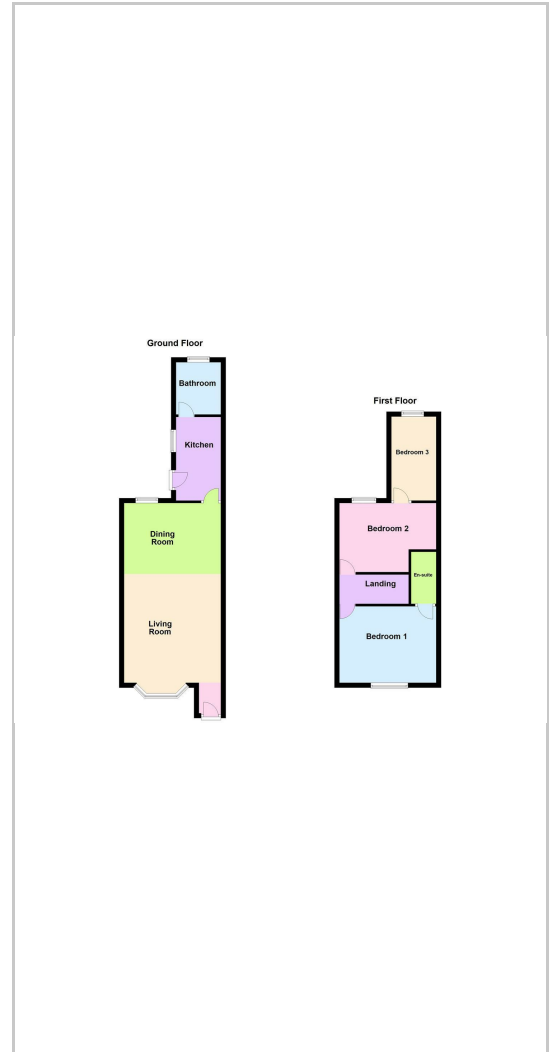 Ground Floor
Bathroom
Kitchen
Dining
Room
Living
Room
First Floor
Bedroom 3
Bedroom 2
En-suite
Landing
Bedroom 1